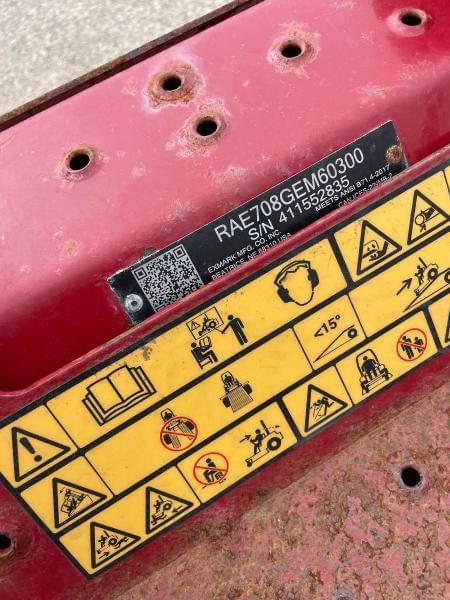 RAE708GEM60300
S/N 411552835
EXMARK MFG. CO. INC.
BEATRICE, NE 68310 USA
MEETS ANSI B71.4-2017
<15°